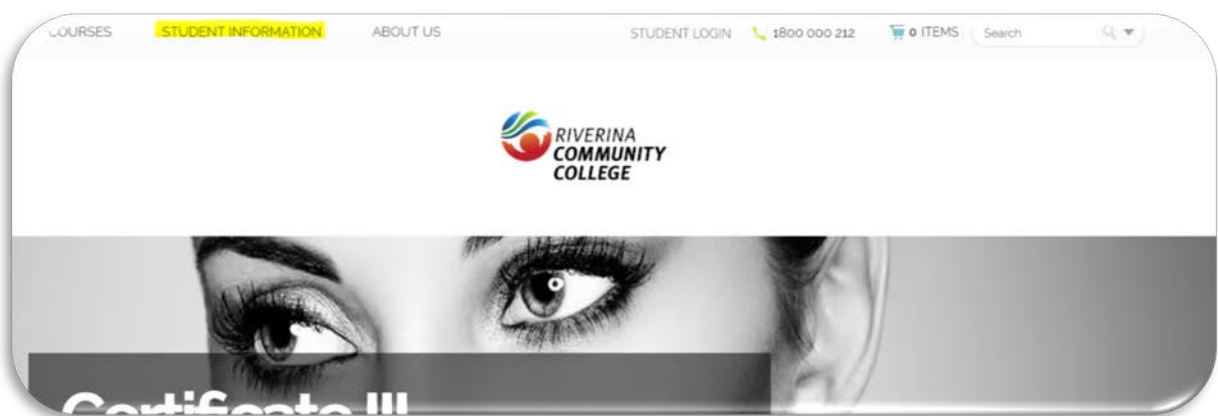 COURSES STUDENT INFORMATION ABOUT US STUDENT LOGIN 1800 000 212 0 ITEMS Search
RIVERINA
COMMUNITY
COLLEGE
Certificate III